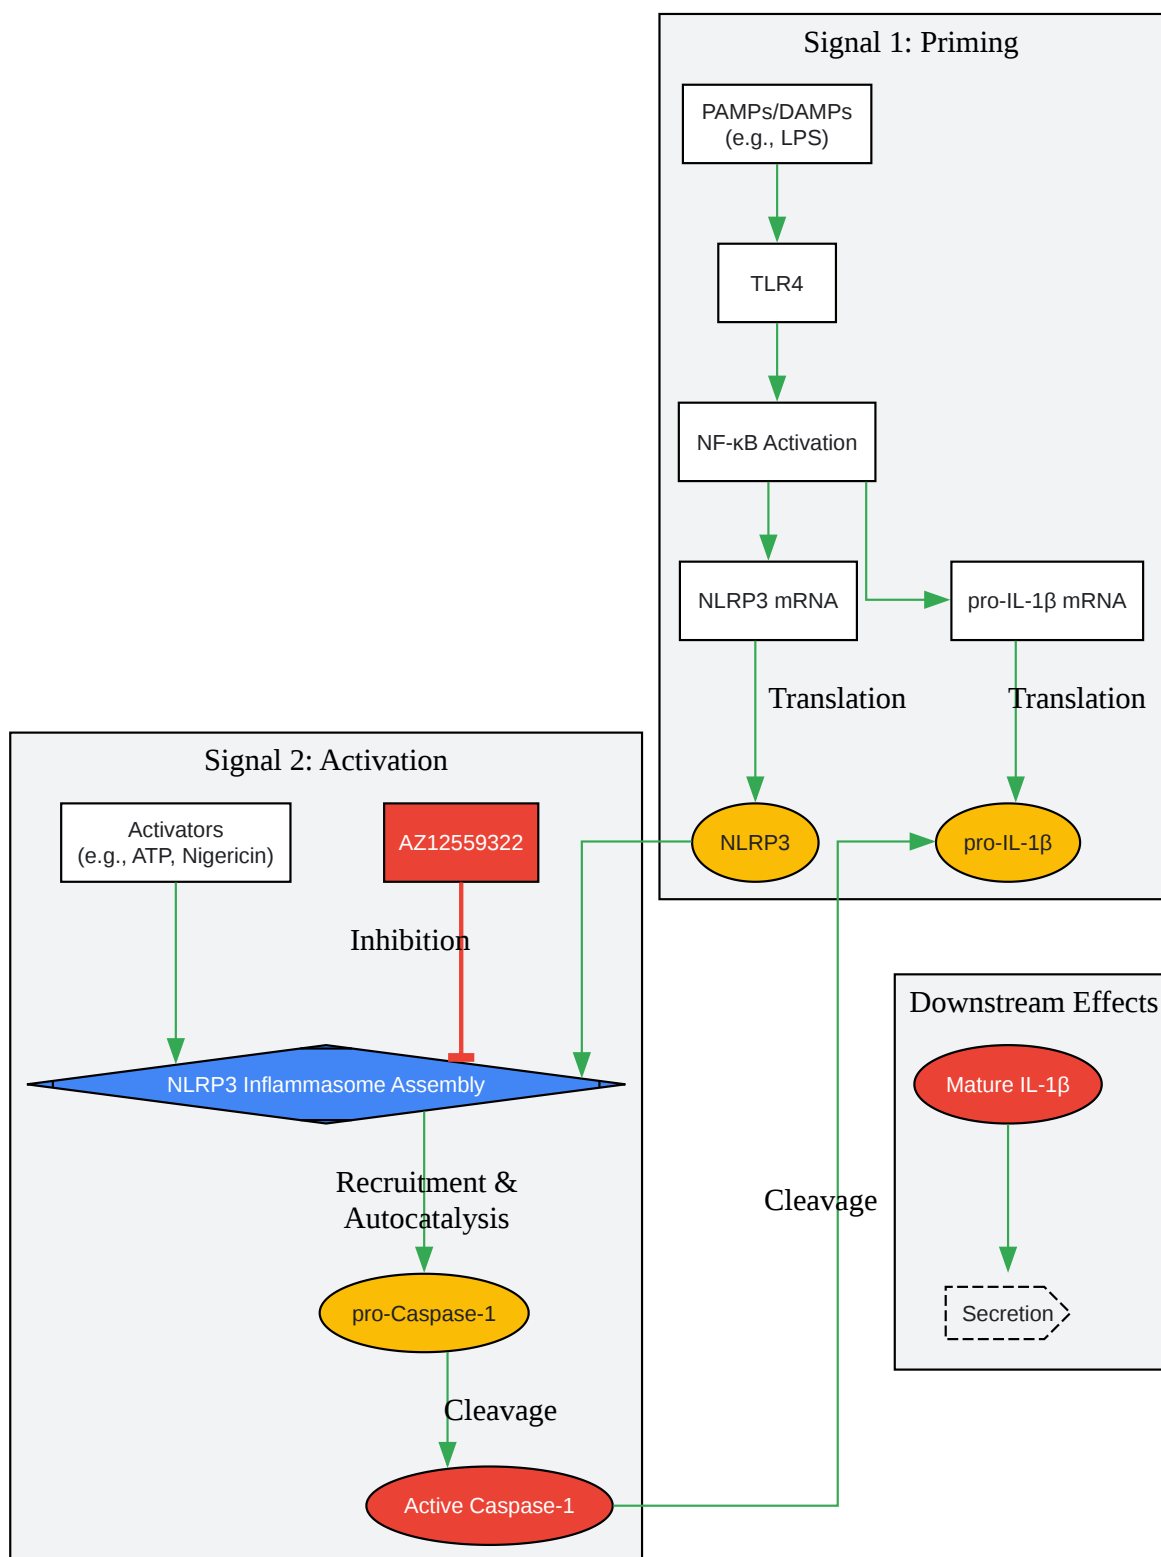 Signal 1: Priming
PAMPs/DAMPs
(e.g., LPS)
TLR4
NF-κB Activation
NLRP3 mRNA
pro-IL-1β mRNA
Translation
Translation
NLRP3
pro-IL-1β
Signal 2: Activation
Activators
(e.g., ATP, Nigericin)
AZ12559322
Inhibition
NLRP3 Inflammasome Assembly
Recruitment &
Autocatalysis
pro-Caspase-1
Cleavage
Active Caspase-1
Cleavage
Downstream Effects
Mature IL-1β
Secretion